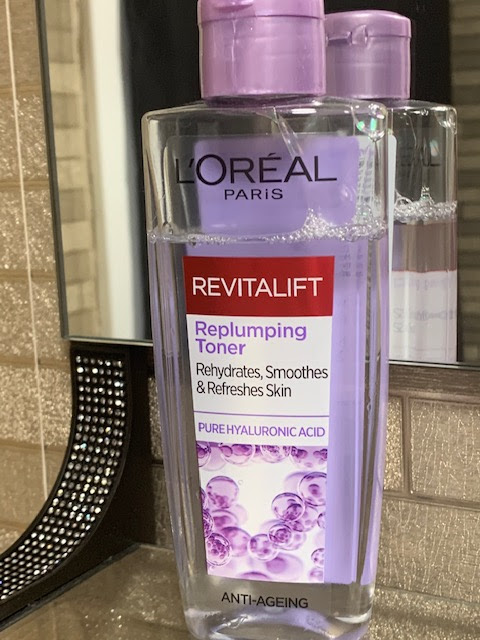 L'ORÉAL
PARiS
REVITALIFT
Replumping
Toner
Rehydrates, Smoothes
& Refreshes Skin
PURE HYALURONIC ACID
ANTI-AGEING